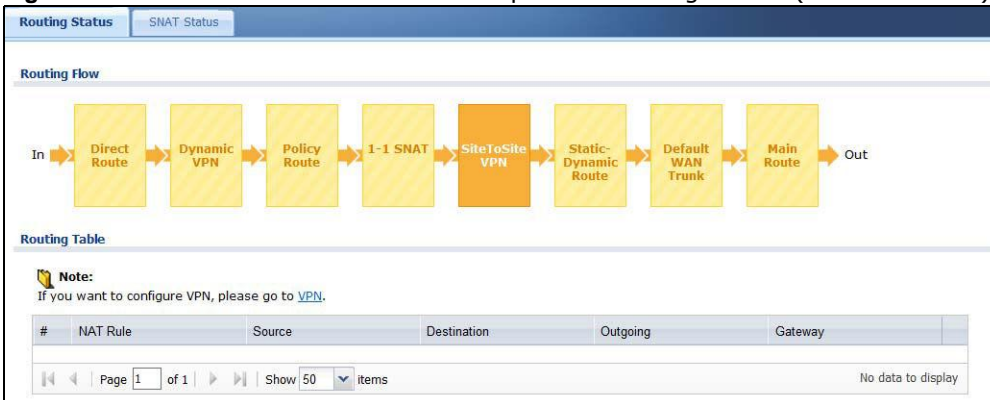 Routing Status SNAT Status
Routing Flow
In Direct Route Dynamic VPN Policy Route 1-1 SNAT SiteToSite VPN Static-Dynamic Route Default WAN Trunk Main Route Out
Routing Table
Note:
If you want to configure VPN, please go to VPN.
# NAT Rule Source Destination Outgoing Gateway
Page 1 of 1 Show 50 items No data to display